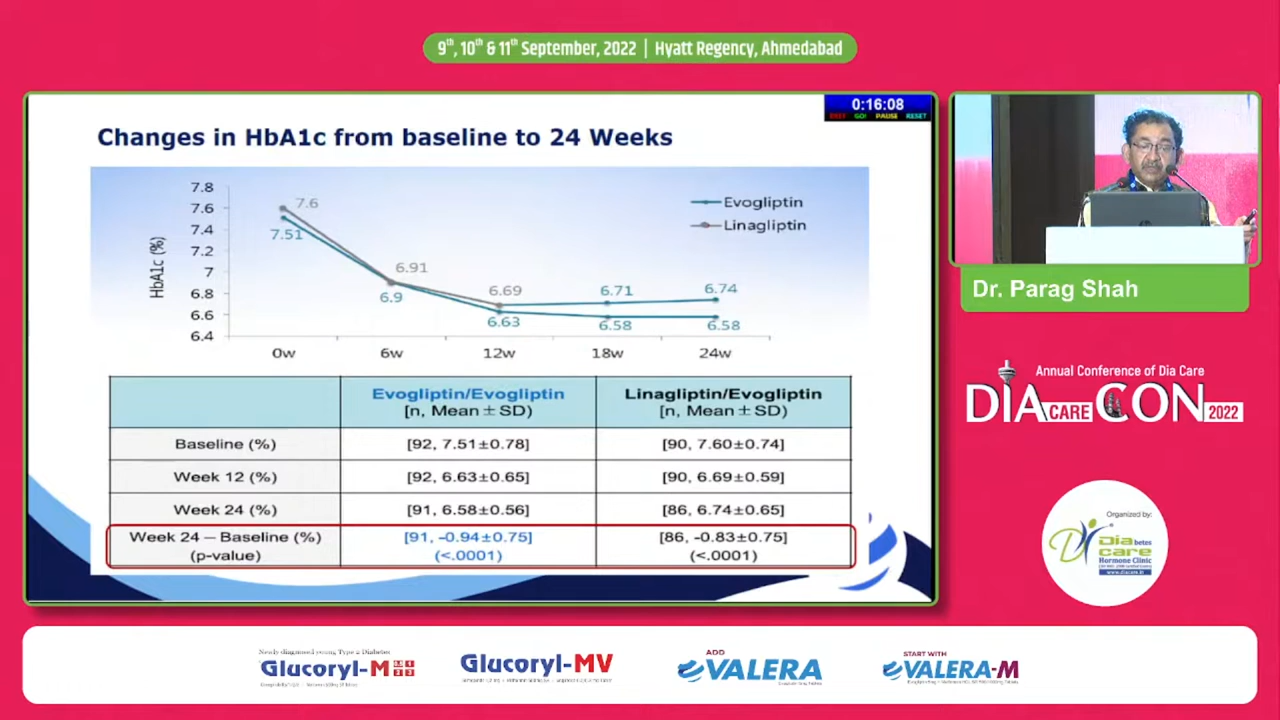 9th, 10th & 11th September, 2022 | Hyatt Regency, Ahmedabad
0:16:08
GO! PAUSE RESET
Changes in HbA1c from baseline to 24 Weeks
HbA1c (%)
7.8
7.6
7.4
7.2
7
6.8
6.6
6.4
7.6
7.51
6.91
6.9
6.69
6.63
6.71
6.58
6.74
6.58
Evogliptin
Linagliptin
0w 6w 12w 18w 24w
Evogliptin/Evogliptin Linagliptin/Evogliptin
[n, Mean ± SD) [n, Mean ± SD)
Baseline (%) [92, 7.51±0.78] [90, 7.60±0.74]
Week 12 (%) [92, 6.63±0.65] [90, 6.69±0.59]
Week 24 (%) [91, 6.58±0.56] [86, 6.74±0.65]
Week 24 – Baseline (%) [91, -0.94±0.75] [86, -0.83±0.75]
(p-value) (<.0001) (<.0001)
Dr. Parag Shah
Annual Conference of Dia Care
DIA CARE CON 2022
Organized by:
Diabetes
care
Hormone Clinic
www.diacare.in
Newly diagnosed young Type 2 Diabetes
Glucoryl-M
Glucoryl-MV
ADD
eVALERA
START WITH
eVALERA-M